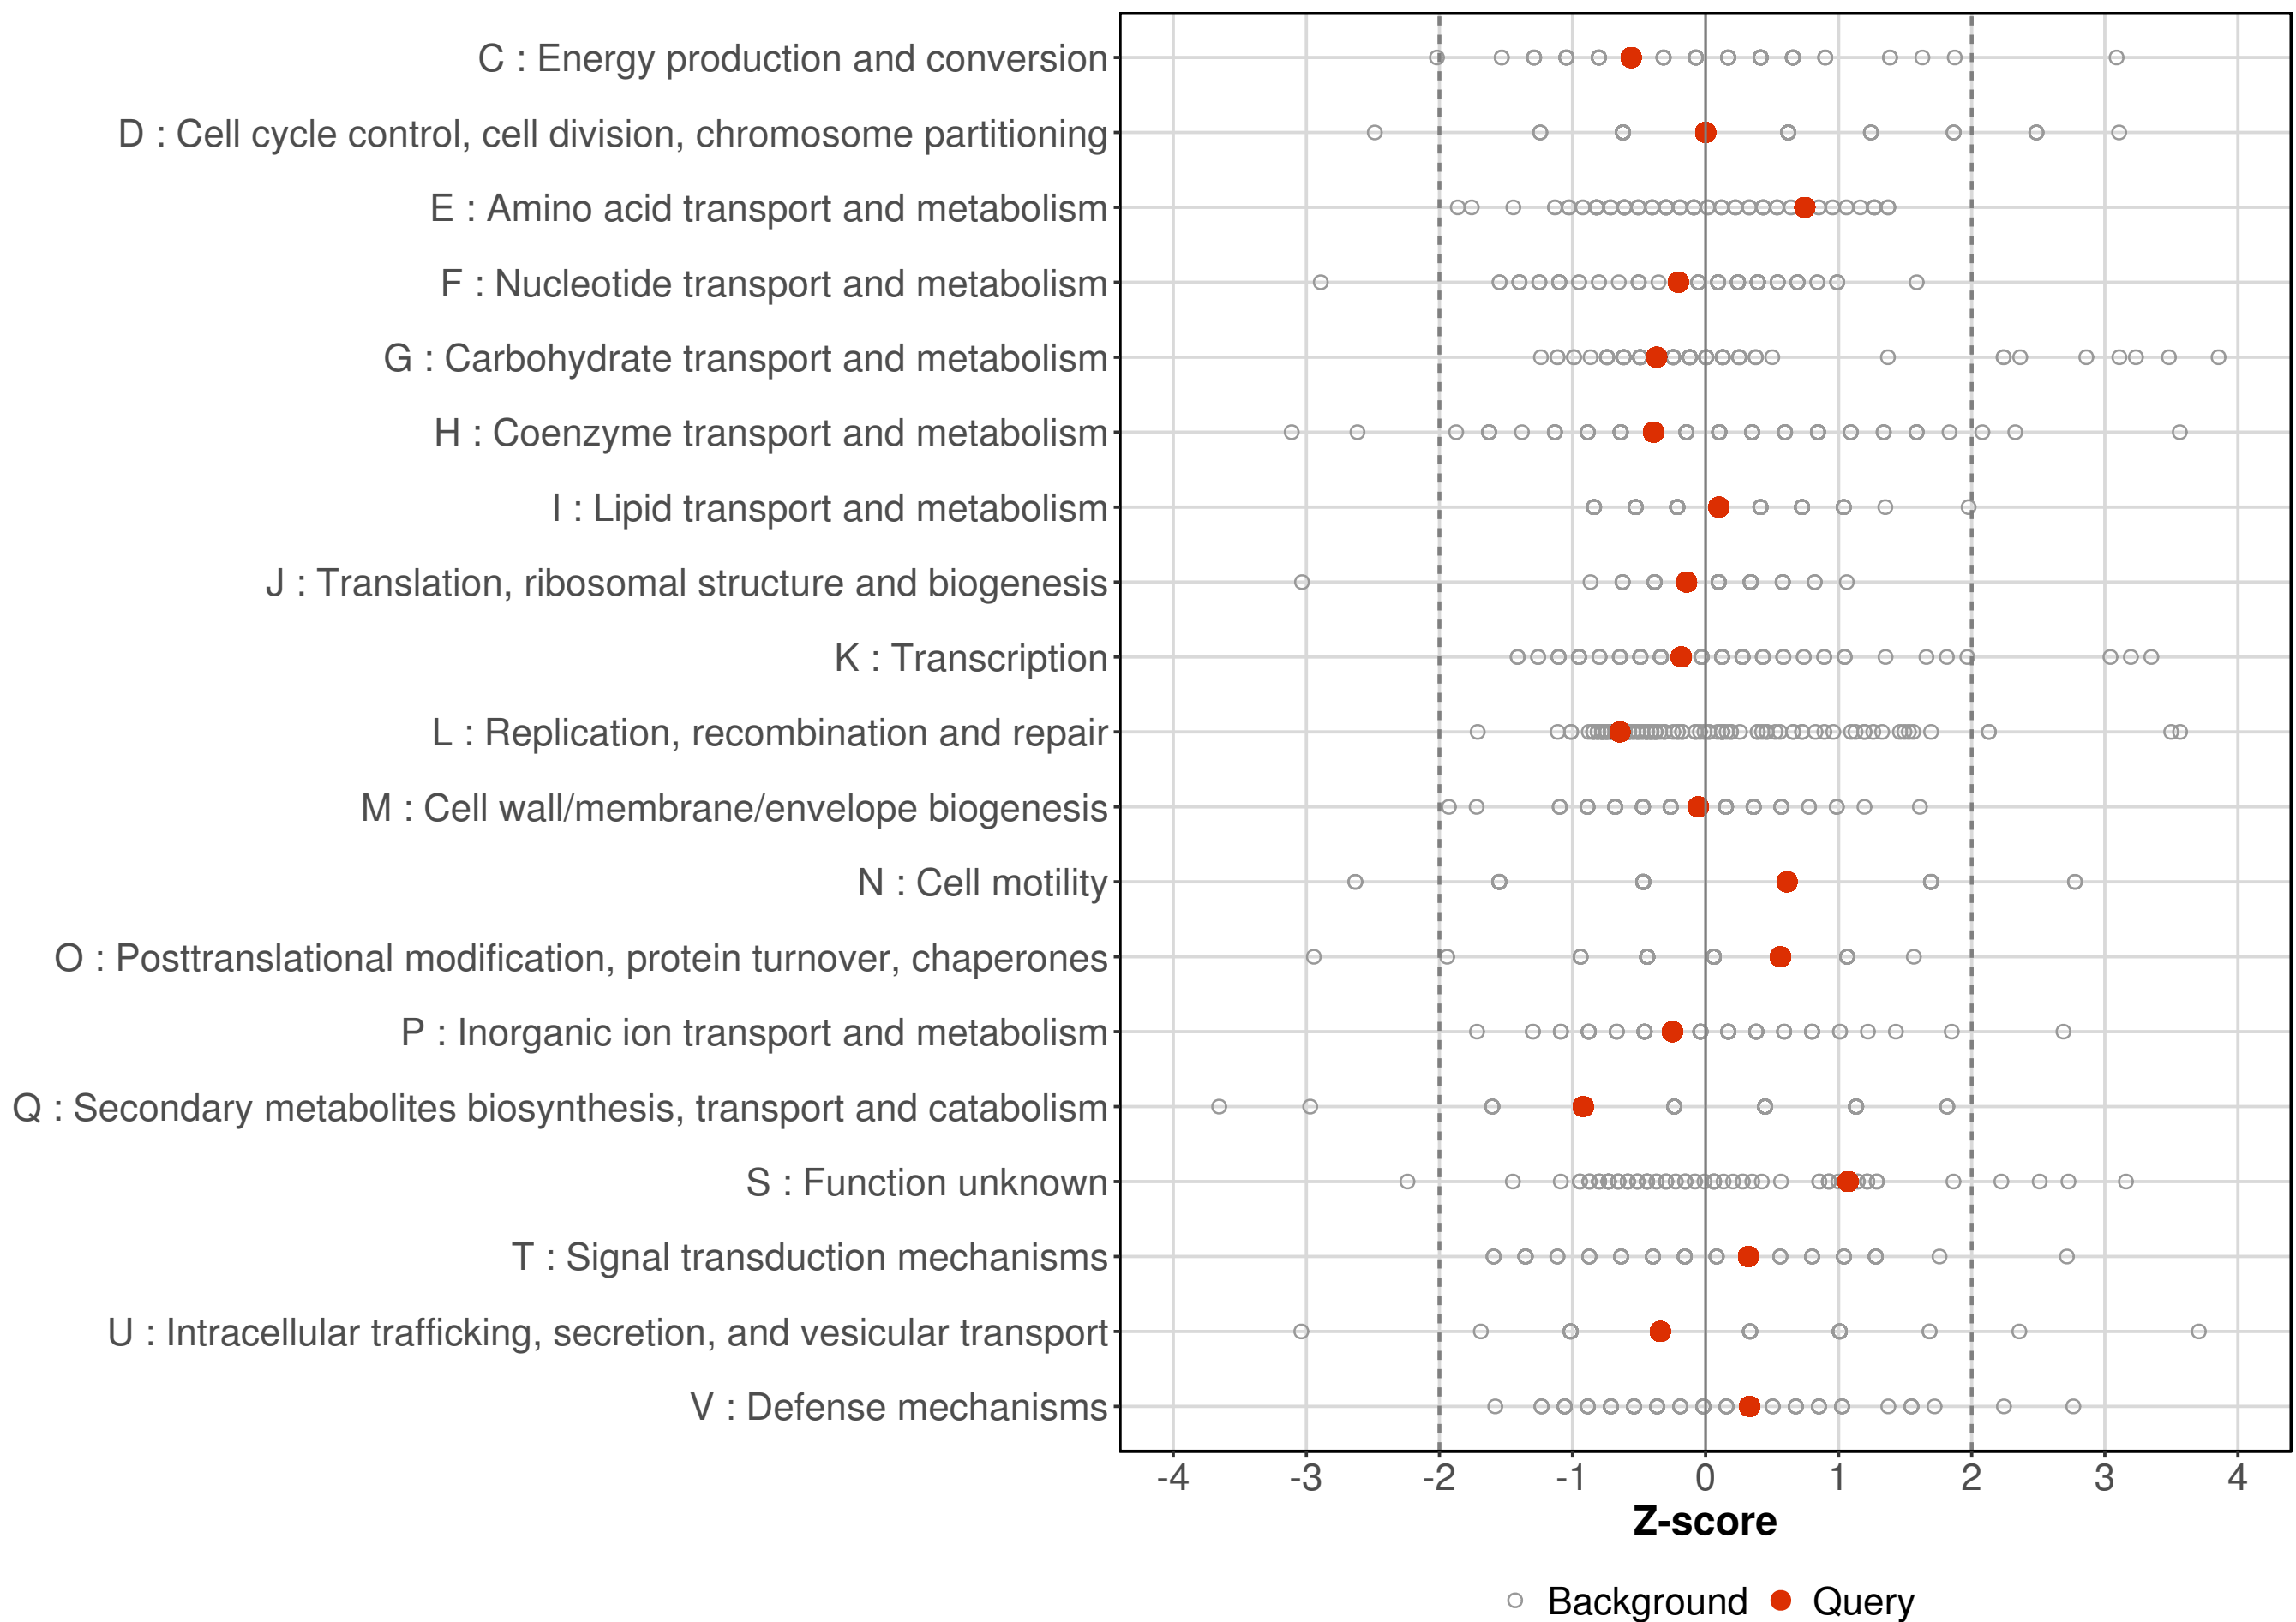 C : Energy production and conversion
D : Cell cycle control, cell division, chromosome partitioning
E : Amino acid transport and metabolism
F : Nucleotide transport and metabolism
G : Carbohydrate transport and metabolism
H : Coenzyme transport and metabolism
I : Lipid transport and metabolism
J : Translation, ribosomal structure and biogenesis
K : Transcription
L : Replication, recombination and repair
M : Cell wall/membrane/envelope biogenesis
N : Cell motility
O : Posttranslational modification, protein turnover, chaperones
P : Inorganic ion transport and metabolism
Q : Secondary metabolites biosynthesis, transport and catabolism
S : Function unknown
T : Signal transduction mechanisms
U : Intracellular trafficking, secretion, and vesicular transport
V : Defense mechanisms
-4 -3 -2 -1 0 1 2 3 4
Z-score
Background Query